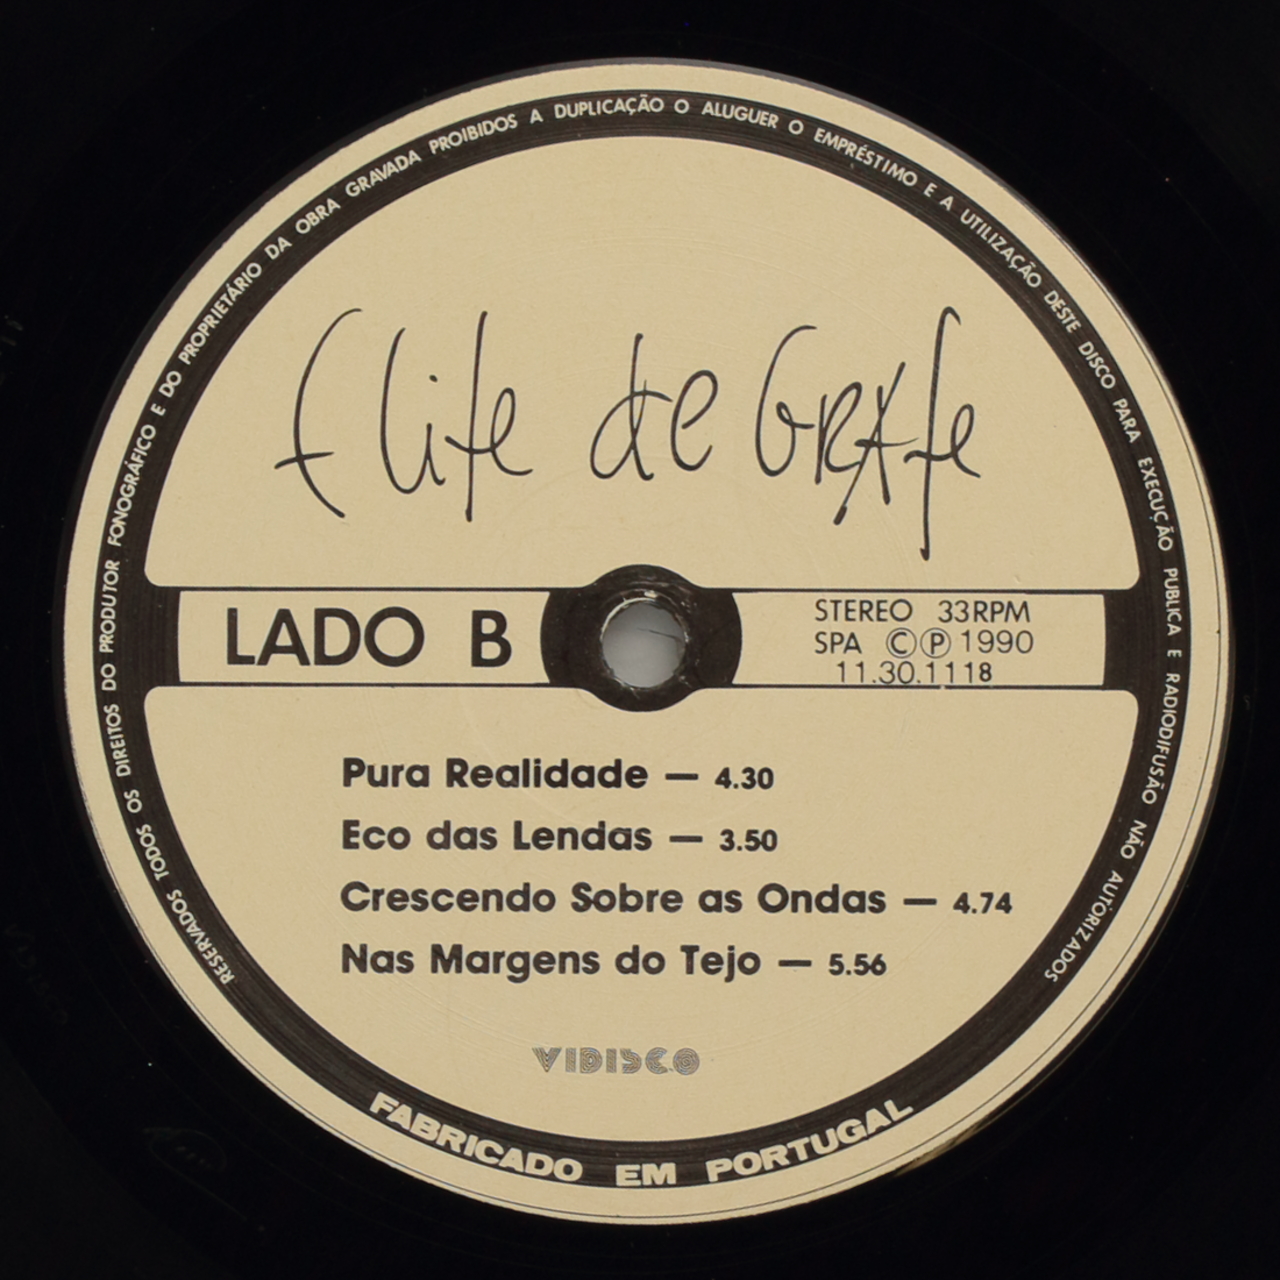 RESERVADOS TODOS OS DIREITOS DO PRODUTOR FONOGRÁFICO E DO PROPRIETÁRIO DA OBRA GRAVADA PROIBIDOS A DUPLICAÇÃO O ALUGUER O EMPRÉSTIMO E A UTILIZAÇÃO DESTE DISCO PARA EXECUÇÃO PUBLICA E RADIODIFUSÃO NÃO AUTORIZADOS
Elite de Grafe
LADO B
STEREO 33RPM
SPA Ⓒ Ⓟ 1990
11.30.1118
Pura Realidade — 4.30
Eco das Lendas — 3.50
Crescendo Sobre as Ondas — 4.74
Nas Margens do Tejo — 5.56
VIDISCO
FABRICADO EM PORTUGAL